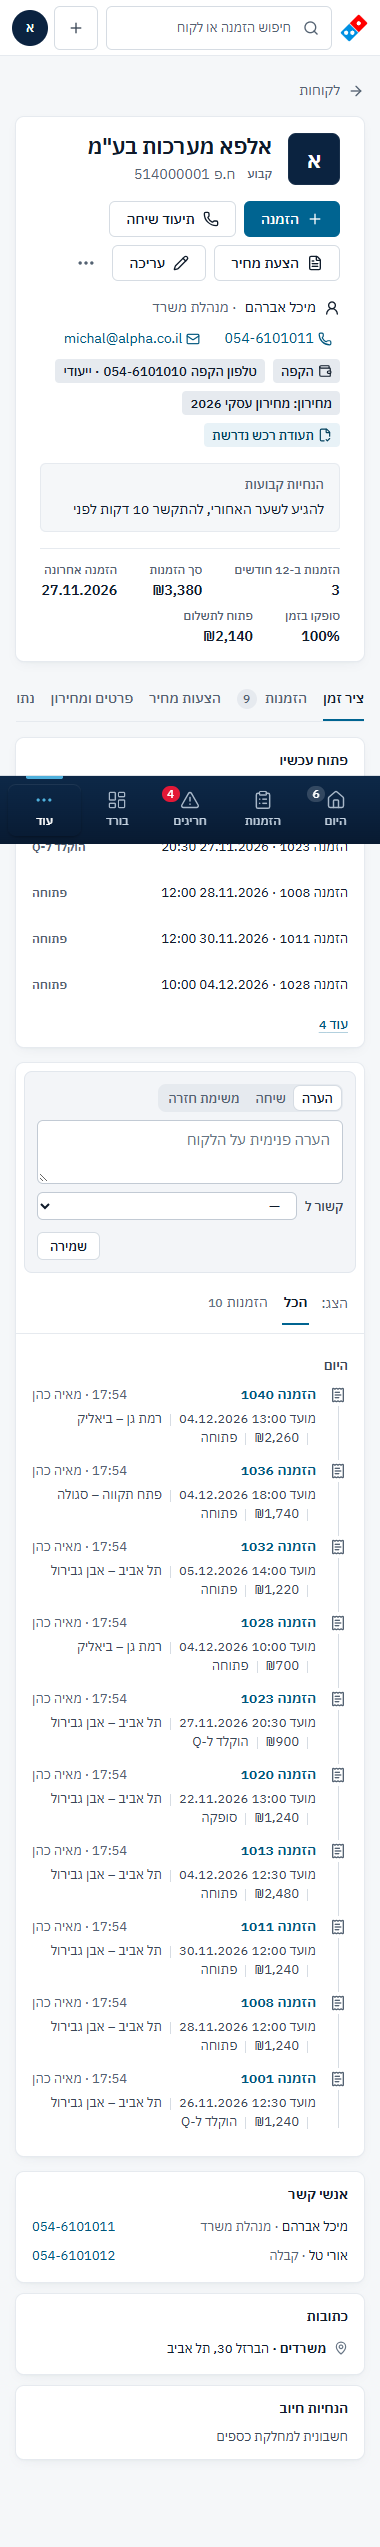 חיפוש הזמנה או לקוח
א
לקוחות
א
אלפא מערכות בע"מ
קבוע ח.פ 514000001
הזמנה
תיעוד שיחה
הצעת מחיר
עריכה
מיכל אברהם · מנהלת משרד
054-6101011
michal@alpha.co.il
הקפה
טלפון הקפה 054-6101010 · ייעודי
מחירון: מחירון עסקי 2026
תעודת רכש נדרשת
הנחיות קבועות
להגיע לשער האחורי, להתקשר 10 דקות לפני
הזמנות ב-12 חודשים
3
סך הזמנות
₪3,380
הזמנה אחרונה
27.11.2026
סופקו בזמן
100%
פתוח לתשלום
₪2,140
ציר זמן
הזמנות 9
הצעות מחיר
פרטים ומחירון
נתו
פתוח עכשיו
היום 6
הזמנות
חריגים 4
בורד
עוד
הזמנה 1023 · 27.11.2026 20:30 הוקלד ל-Q
הזמנה 1008 · 28.11.2026 12:00 פתוחה
הזמנה 1011 · 30.11.2026 12:00 פתוחה
הזמנה 1028 · 04.12.2026 10:00 פתוחה
עוד 4
הערה
שיחה
משימת חזרה
הערה פנימית על הלקוח
קשור ל —
שמירה
הצג: הכל הזמנות 10
היום
הזמנה 1040 17:54 · מאיה כהן
מועד 04.12.2026 13:00 | רמת גן – ביאליק
| ₪2,260 | פתוחה
הזמנה 1036 17:54 · מאיה כהן
מועד 04.12.2026 18:00 | פתח תקווה – סגולה
| ₪1,740 | פתוחה
הזמנה 1032 17:54 · מאיה כהן
מועד 05.12.2026 14:00 | תל אביב – אבן גבירול
| ₪1,220 | פתוחה
הזמנה 1028 17:54 · מאיה כהן
מועד 04.12.2026 10:00 | רמת גן – ביאליק
| ₪700 | פתוחה
הזמנה 1023 17:54 · מאיה כהן
מועד 27.11.2026 20:30 | תל אביב – אבן גבירול
| ₪900 | הוקלד ל-Q
הזמנה 1020 17:54 · מאיה כהן
מועד 22.11.2026 13:00 | תל אביב – אבן גבירול
| ₪1,240 | סופקה
הזמנה 1013 17:54 · מאיה כהן
מועד 04.12.2026 12:30 | תל אביב – אבן גבירול
| ₪2,480 | פתוחה
הזמנה 1011 17:54 · מאיה כהן
מועד 30.11.2026 12:00 | תל אביב – אבן גבירול
| ₪1,240 | פתוחה
הזמנה 1008 17:54 · מאיה כהן
מועד 28.11.2026 12:00 | תל אביב – אבן גבירול
| ₪1,240 | פתוחה
הזמנה 1001 17:54 · מאיה כהן
מועד 26.11.2026 12:30 | תל אביב – אבן גבירול
| ₪1,240 | הוקלד ל-Q
אנשי קשר
מיכל אברהם · מנהלת משרד 054-6101011
אורי טל · קבלה 054-6101012
כתובות
משרדים · הברזל 30, תל אביב
הנחיות חיוב
חשבונית למחלקת כספים